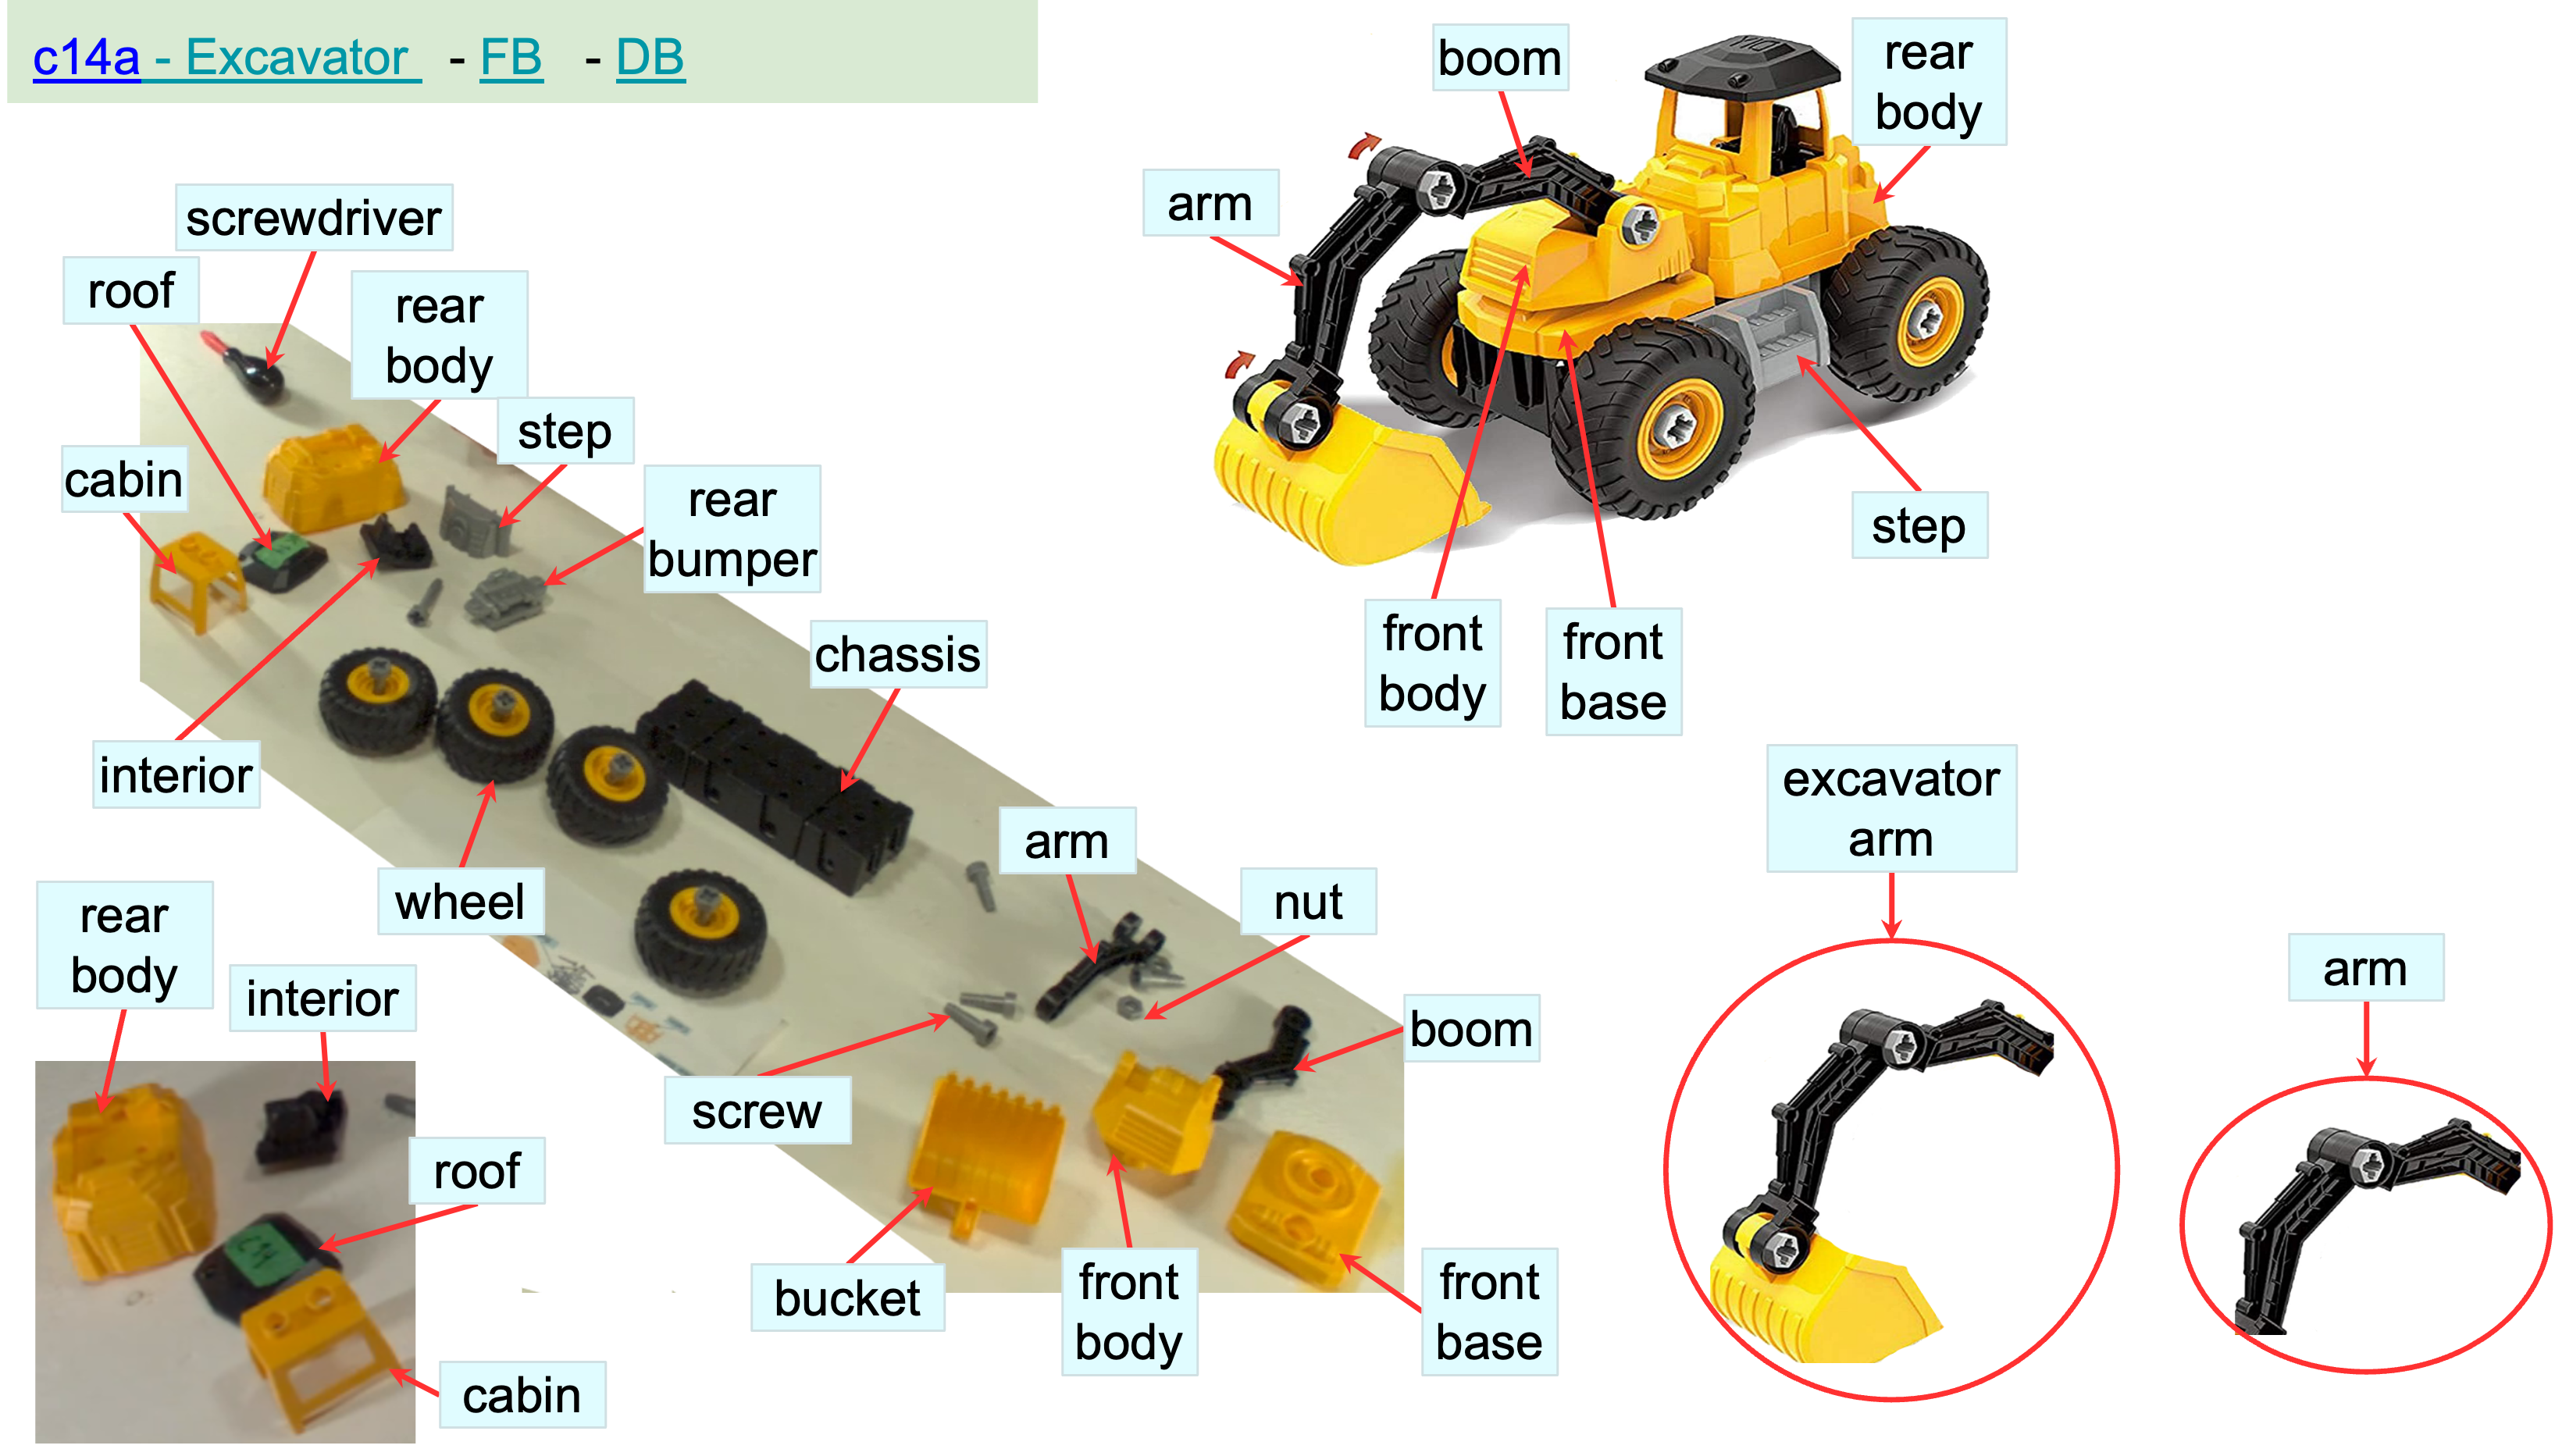 c14a - Excavator - FB - DB
boom
rear
body
arm
screwdriver
roof
rear
body
step
cabin
rear
bumper
step
front
body
front
base
chassis
interior
excavator
arm
arm
wheel
nut
rear
body
interior
arm
boom
screw
roof
bucket
front
body
front
base
cabin